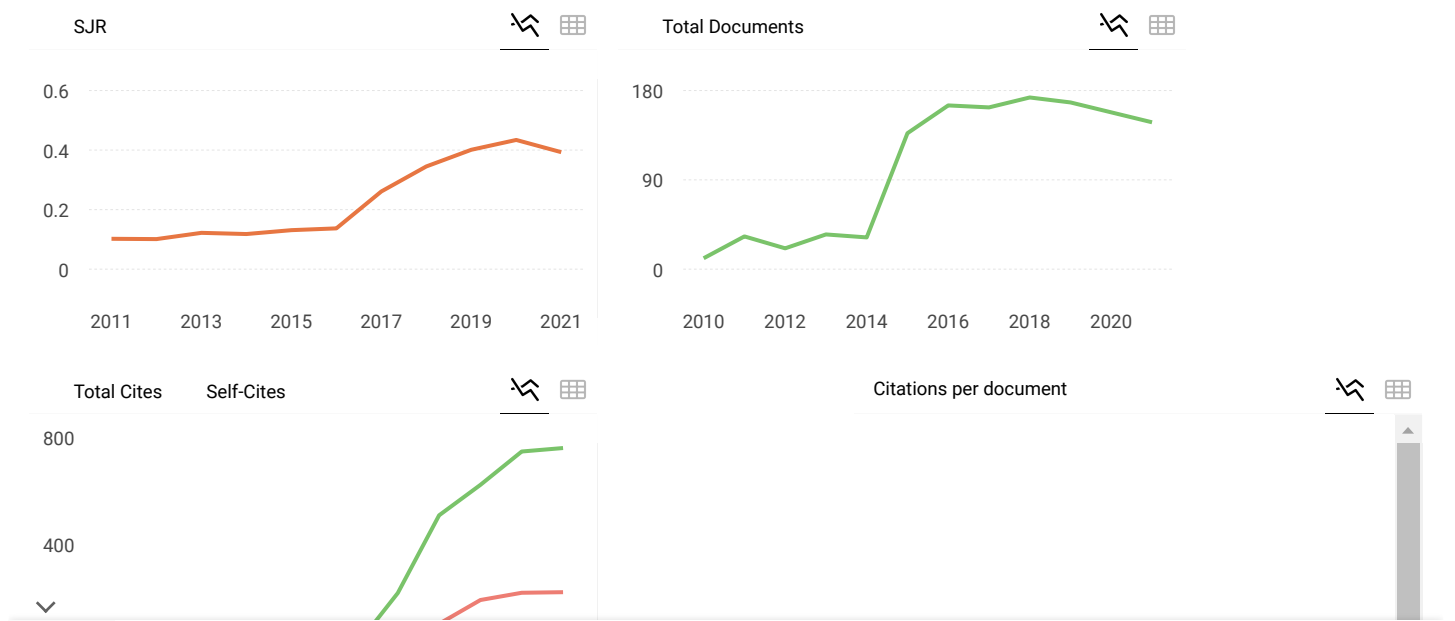 SJR
0.6
0.4
0.2
0
2011 2013 2015 2017 2019 2021
Total Documents
180
90
0
2010 2012 2014 2016 2018 2020
Total Cites Self-Cites
800
400
Citations per document